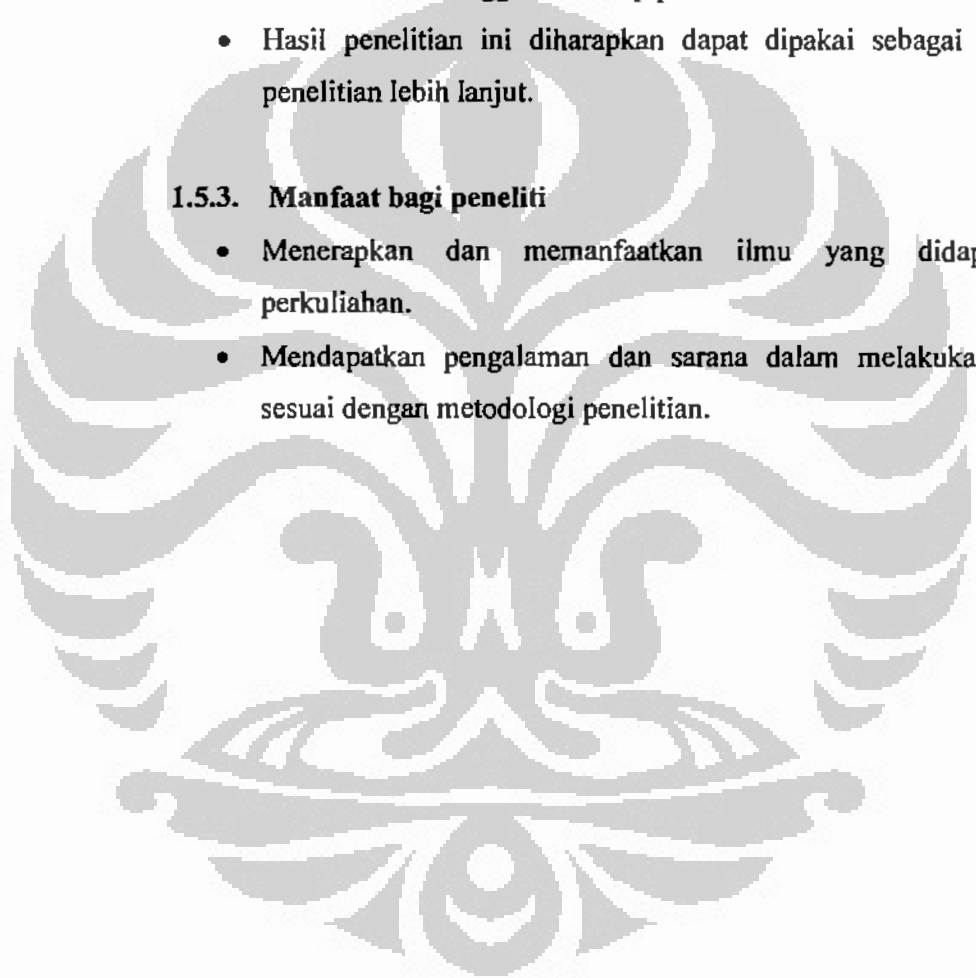 • Hasil penelitian ini diharapkan dapat dipakai sebagai
penelitian lebih lanjut.
1.5.3. Manfaat bagi peneliti
• Menerapkan dan memanfaatkan ilmu yang
perkuliahan.
• Mendapatkan pengalaman dan sarana dalam
sesuai dengan metodologi penelitian.